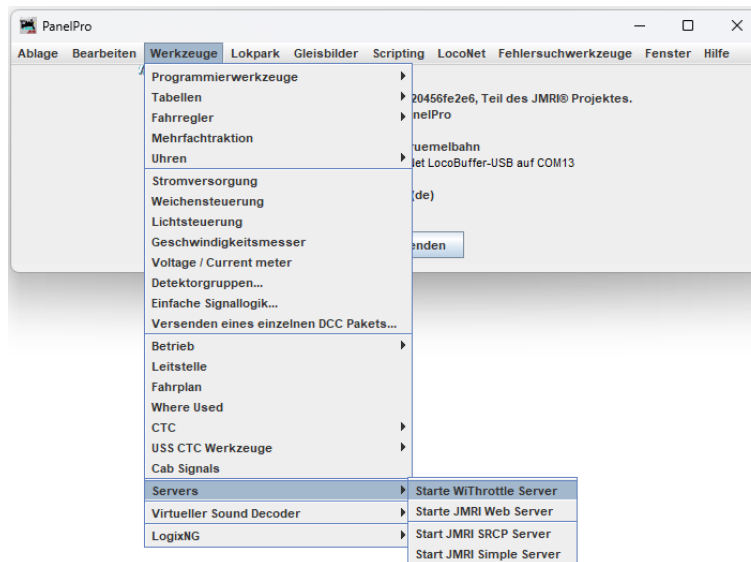 PanelPro
Ablage Bearbeiten Werkzeuge Lokpark Gleisbilder Scripting LocoNet Fehlersuchwerkzeuge Fenster Hilfe
Programmierwerkzeuge
Tabellen
20456fe2e6, Teil des JMRI® Projektes.
Fahrregler
nelPro
Mehrfachtraktion
ruemelbahn
Uhren
Net LocoBuffer-USB auf COM13
Stromversorgung
Weichensteuerung
(de)
Lichtsteuerung
Geschwindigkeitsmesser
enden
Voltage / Current meter
Detektorgruppen...
Einfache Signallogik...
Versenden eines einzelnen DCC Pakets...
Betrieb
Leitstelle
Fahrplan
Where Used
CTC
USS CTC Werkzeuge
Cab Signals
Servers
Starte WiThrottle Server
Virtueller Sound Decoder
Starte JMRI Web Server
LogixNG
Start JMRI SRCP Server
Start JMRI Simple Server